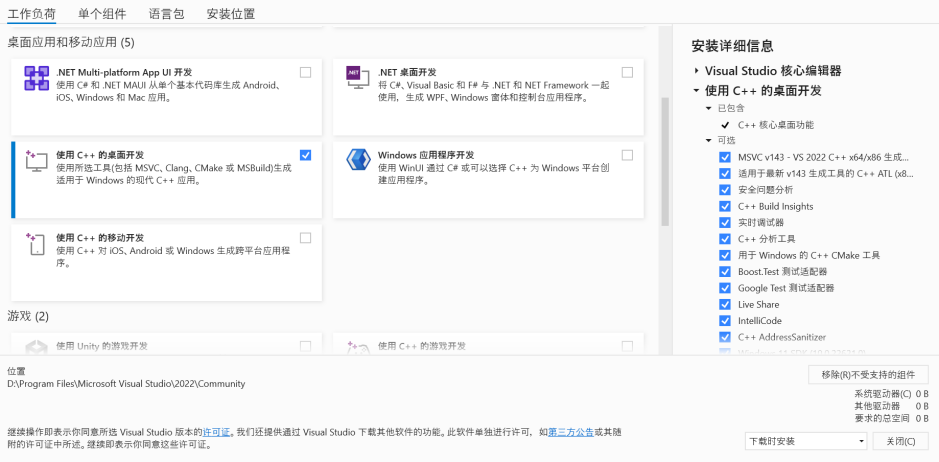 工作负荷 单个组件 语言包 安装位置
桌面应用和移动应用 (5)
.NET Multi-platform App UI 开发
使用 C# 和 .NET MAUI 从单个基本代码库生成 Android、
iOS、Windows 和 Mac 应用。
.NET
.NET 桌面开发
将 C#、Visual Basic 和 F# 与 .NET 和 .NET Framework 一起
使用，生成 WPF、Windows 窗体和控制台应用程序。
使用 C++ 的桌面开发
使用所选工具(包括 MSVC、Clang、CMake 或 MSBuild)生成
适用于 Windows 的现代 C++ 应用。
Windows 应用程序开发
使用 WinUI 通过 C# 或可以选择 C++ 为 Windows 平台创
建应用程序。
使用 C++ 的移动开发
使用 C++ 对 iOS、Android 或 Windows 生成跨平台应用程
序。
游戏 (2)
使用 Unity 的游戏开发
使用 C++ 的游戏开发
安装详细信息
Visual Studio 核心编辑器
使用 C++ 的桌面开发
已包含
C++ 核心桌面功能
可选
MSVC v143 - VS 2022 C++ x64/x86 生成...
适用于最新 v143 生成工具的 C++ ATL (x8...
安全问题分析
C++ Build Insights
实时调试器
C++ 分析工具
用于 Windows 的 C++ CMake 工具
Boost.Test 测试适配器
Google Test 测试适配器
Live Share
IntelliCode
C++ AddressSanitizer
位置
D:\Program Files\Microsoft Visual Studio\2022\Community
移除(R)不受支持的组件
系统驱动器(C) 0 B
其他驱动器 0 B
要求的总空间 0 B
继续操作即表示你同意所选 Visual Studio 版本的许可证。我们还提供通过 Visual Studio 下载其他软件的功能。此软件单独进行许可，如第三方公告或其随
附的许可证中所述。继续即表示你同意这些许可证。
下载时安装
关闭(C)